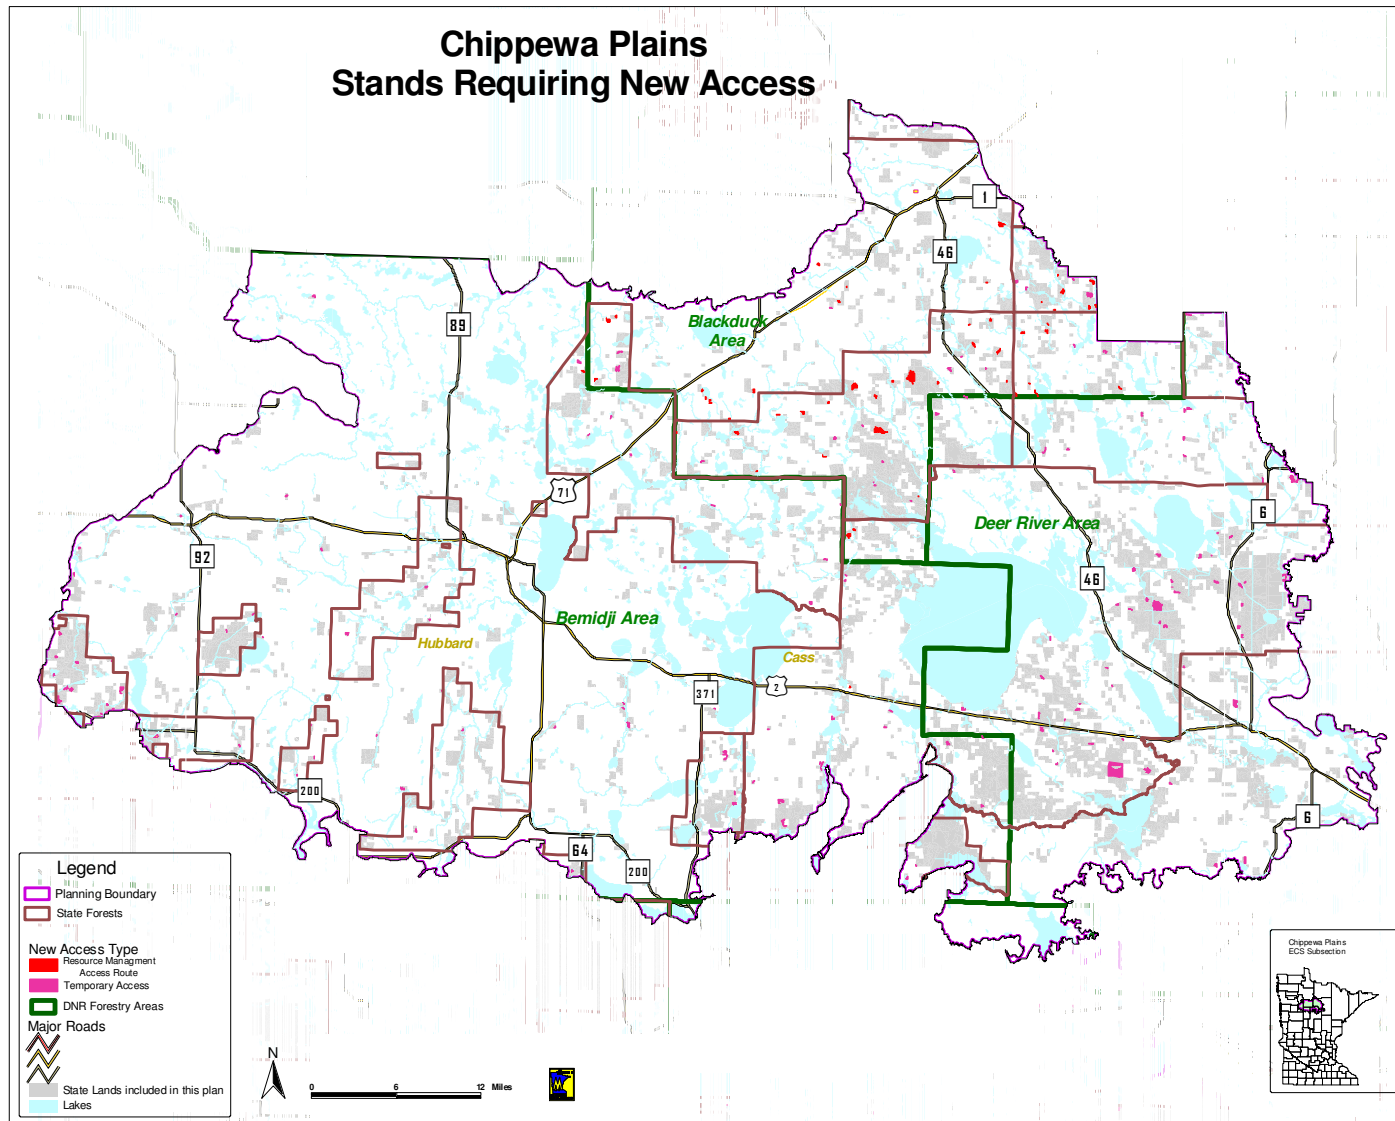 Chippewa Plains
Stands Requiring New Access
1
46
89
Blackduck
Area
71
6
Deer River Area
92
46
Bemidji Area
Hubbard
Cass
2
371
200
6
64
200
Legend
Planning Boundary
State Forests
New Access Type
Resource Managment
Access Route
Temporary Access
DNR Forestry Areas
Major Roads
State Lands included in this plan
Lakes
N
0 6 12 Miles
Chippewa Plains
ECS Subsection